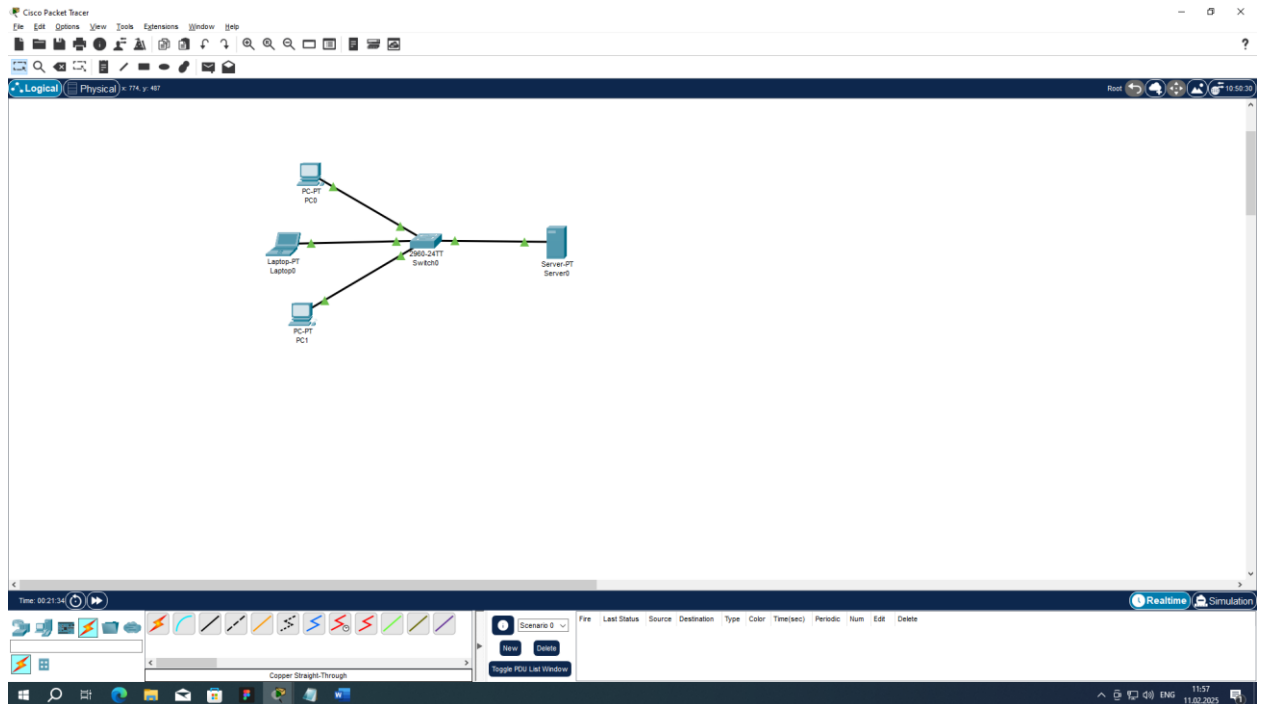 Cisco Packet Tracer
File Edit Options View Tools Extensions Window Help
?
Logical Physical x: 774, y: 487 Root 10:50:30
PC-PT
PC0
Laptop-PT
Laptop0
2960-24TT
Switch0
Server-PT
Server0
PC-PT
PC1
Time: 00:21:34 Realtime Simulation
Scenario 0 Fire Last Status Source Destination Type Color Time(sec) Periodic Num Edit Delete
New Delete
Toggle PDU List Window
Copper Straight-Through
ENG 11:57
11.02.2025